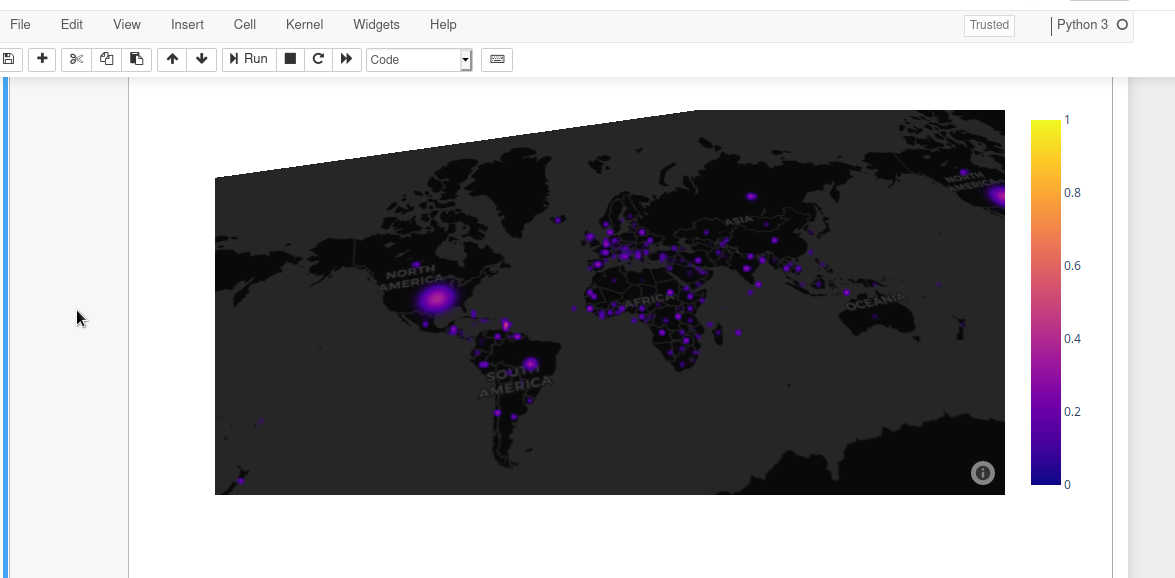 File Edit View Insert Cell Kernel Widgets Help Trusted Python 3
Run Code
1
0.8
0.6
0.4
0.2
0
NORTH
AMERICA
ASIA
NORTH
AMERICA
AFRICA
OCEANIA
SOUTH
AMERICA